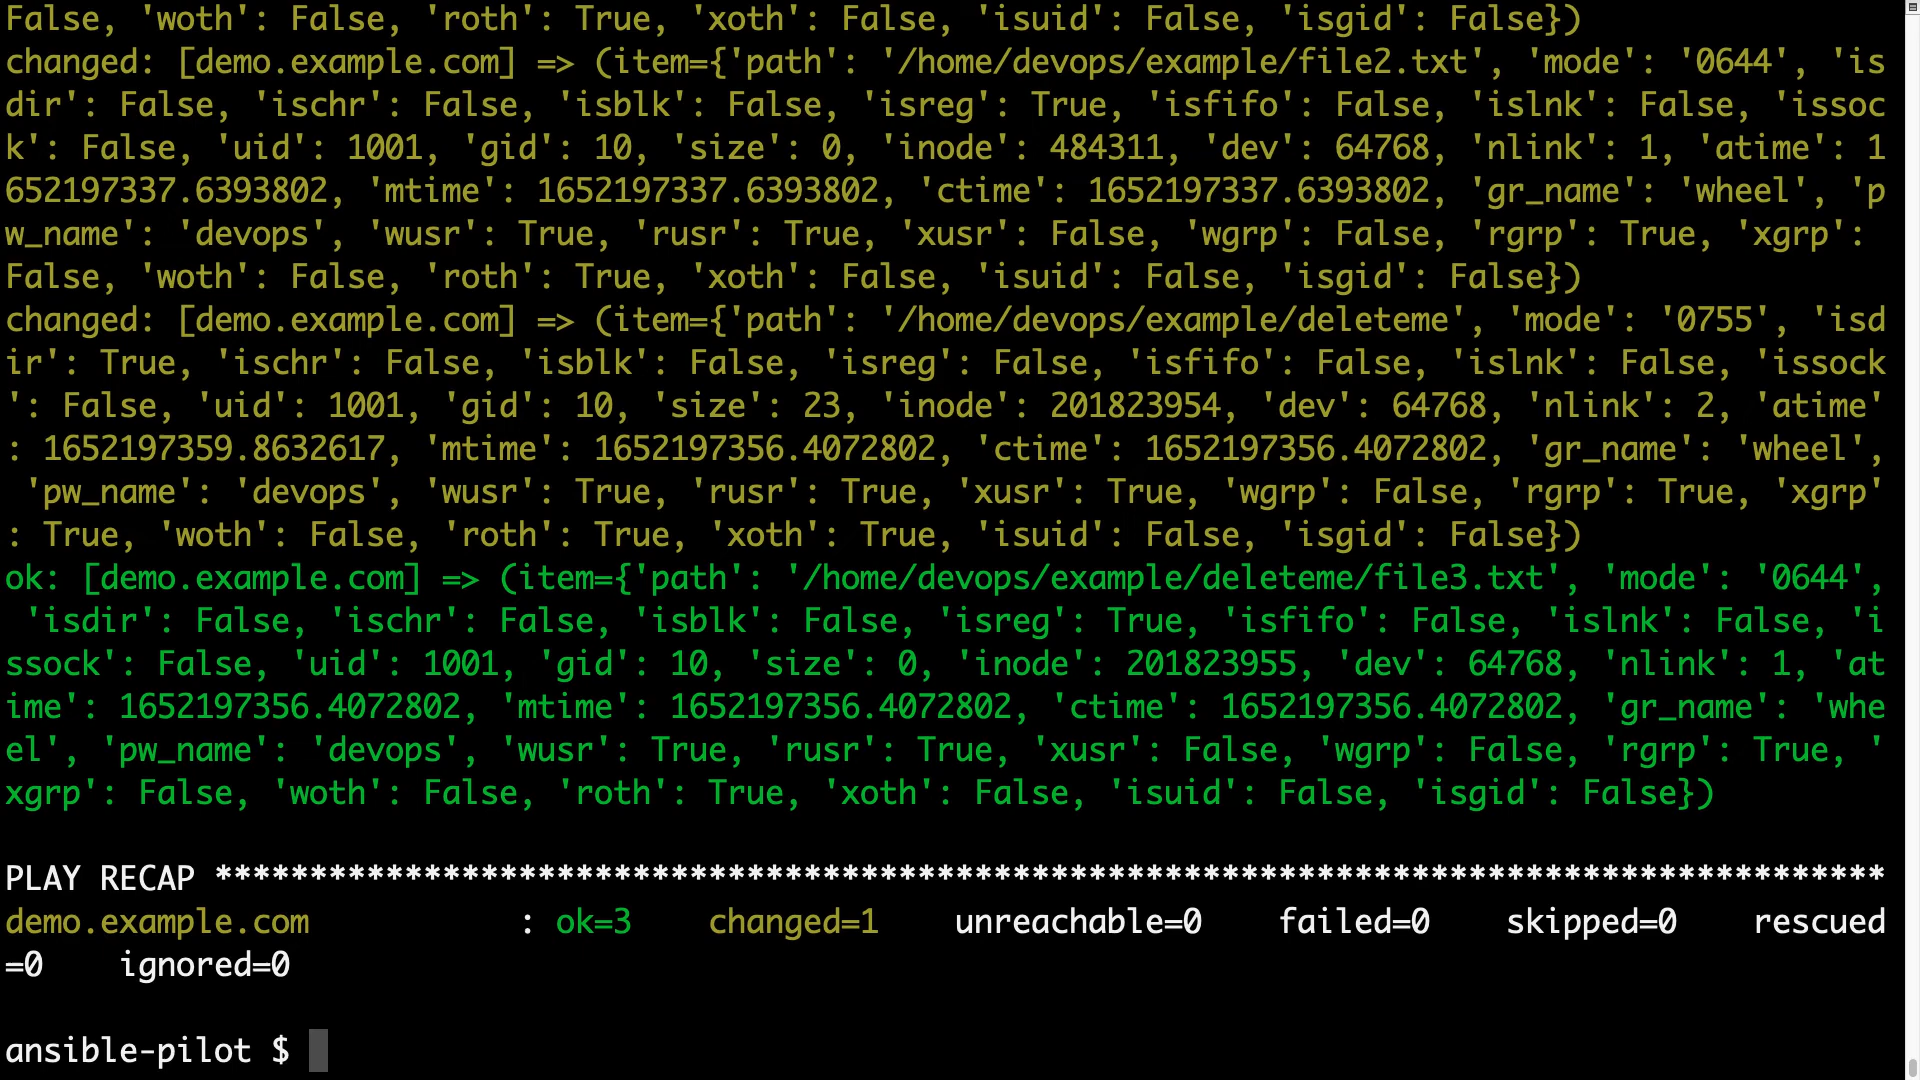 False, 'woth': False, 'roth': True, 'xoth': False, 'isuid': False, 'isgid': False})
changed: [demo.example.com] => (item={'path': '/home/devops/example/file2.txt', 'mode': '0644', 'is
dir': False, 'ischr': False, 'isblk': False, 'isreg': True, 'isfifo': False, 'islnk': False, 'issoc
k': False, 'uid': 1001, 'gid': 10, 'size': 0, 'inode': 484311, 'dev': 64768, 'nlink': 1, 'atime': 1
652197337.6393802, 'mtime': 1652197337.6393802, 'ctime': 1652197337.6393802, 'gr_name': 'wheel', 'p
w_name': 'devops', 'wusr': True, 'rusr': True, 'xusr': False, 'wgrp': False, 'rgrp': True, 'xgrp': 
False, 'woth': False, 'roth': True, 'xoth': False, 'isuid': False, 'isgid': False})
changed: [demo.example.com] => (item={'path': '/home/devops/example/deleteme', 'mode': '0755', 'isd
ir': True, 'ischr': False, 'isblk': False, 'isreg': False, 'isfifo': False, 'islnk': False, 'issock
': False, 'uid': 1001, 'gid': 10, 'size': 23, 'inode': 201823954, 'dev': 64768, 'nlink': 2, 'atime'
: 1652197359.8632617, 'mtime': 1652197356.4072802, 'ctime': 1652197356.4072802, 'gr_name': 'wheel',
 'pw_name': 'devops', 'wusr': True, 'rusr': True, 'xusr': True, 'wgrp': False, 'rgrp': True, 'xgrp'
: True, 'woth': False, 'roth': True, 'xoth': True, 'isuid': False, 'isgid': False})
ok: [demo.example.com] => (item={'path': '/home/devops/example/deleteme/file3.txt', 'mode': '0644',
 'isdir': False, 'ischr': False, 'isblk': False, 'isreg': True, 'isfifo': False, 'islnk': False, 'i
ssock': False, 'uid': 1001, 'gid': 10, 'size': 0, 'inode': 201823955, 'dev': 64768, 'nlink': 1, 'at
ime': 1652197356.4072802, 'mtime': 1652197356.4072802, 'ctime': 1652197356.4072802, 'gr_name': 'whe
el', 'pw_name': 'devops', 'wusr': True, 'rusr': True, 'xusr': False, 'wgrp': False, 'rgrp': True, '
xgrp': False, 'woth': False, 'roth': True, 'xoth': False, 'isuid': False, 'isgid': False})
PLAY RECAP ****************************************************************************************
demo.example.com           : ok=3    changed=1    unreachable=0    failed=0    skipped=0    rescued
=0    ignored=0
ansible-pilot $